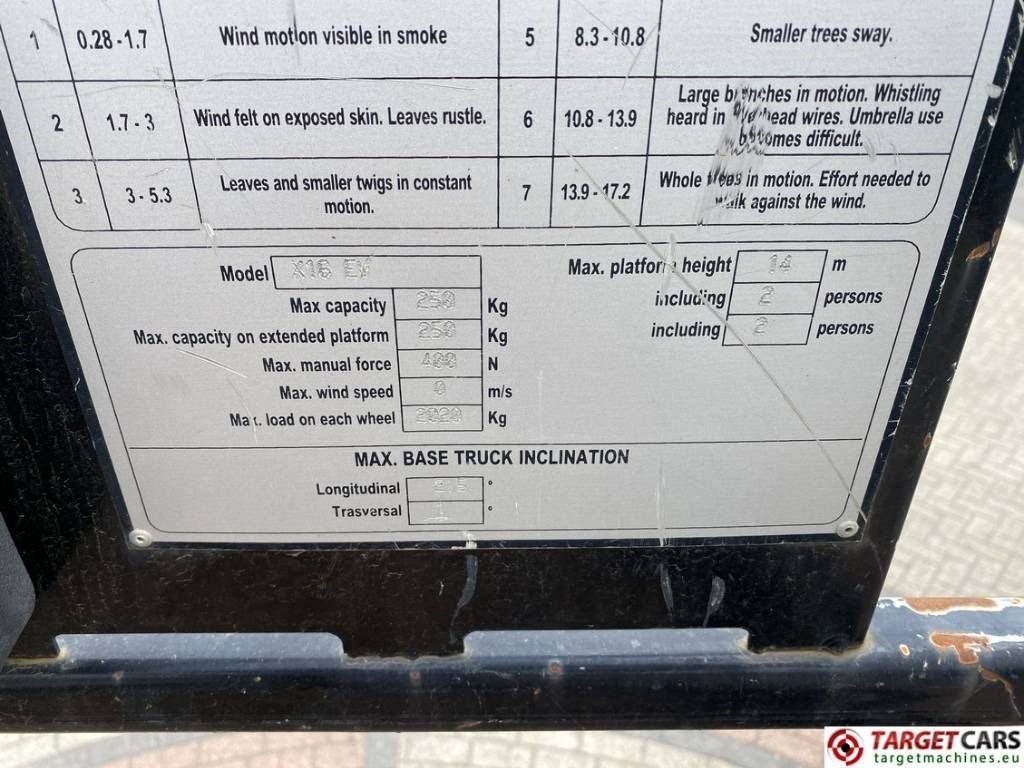 1 0.28 - 1.7 Wind motion visible in smoke 5 8.3 - 10.8 Smaller trees sway.
2 1.7 - 3 Wind felt on exposed skin. Leaves rustle. 6 10.8 - 13.9 Large branches in motion. Whistling
heard in overhead wires. Umbrella use
becomes difficult.
3 3 - 5.3 Leaves and smaller twigs in constant
motion.
7 13.9 - 17.2 Whole trees in motion. Effort needed to
walk against the wind.
Model X16 EV
Max capacity 250 Kg
Max. capacity on extended platform 250 Kg
Max. manual force 400 N
Max. wind speed 0 m/s
Max. load on each wheel 2020 Kg
Max. platform height 14 m
including 2 persons
including 2 persons
MAX. BASE TRUCK INCLINATION
Longitudinal °
Trasversal 1 °
TARGETCARS
targetmachines.eu